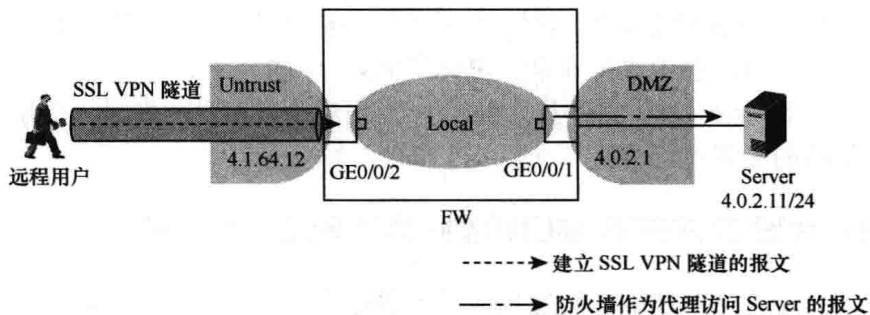 SSL VPN 隧道
Untrust
DMZ
Local
远程用户
4.1.64.12
GE0/0/2
GE0/0/1
4.0.2.1
Server
4.0.2.11/24
FW
建立 SSL VPN 隧道的报文
防火墙作为代理访问 Server 的报文